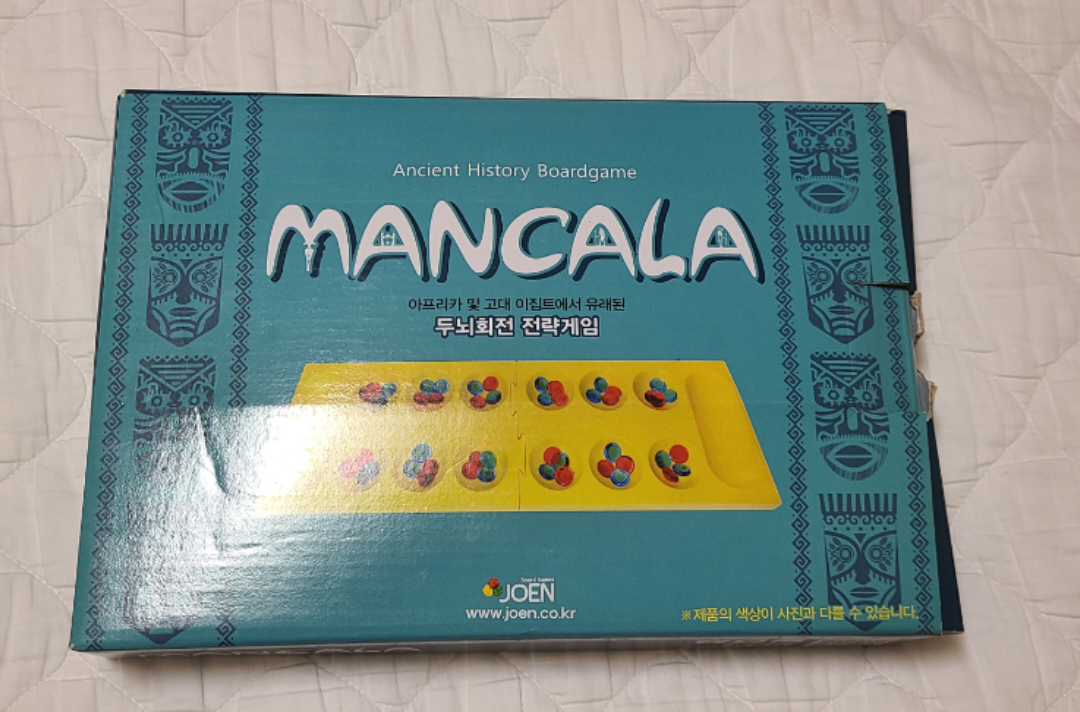 Ancient History Boardgame
MANCALA
아프리카 및 고대 이집트에서 유래된
두뇌회전 전략게임
JOEN
www.joen.co.kr
※제품의 색상이 사진과 다를 수 있습니다.